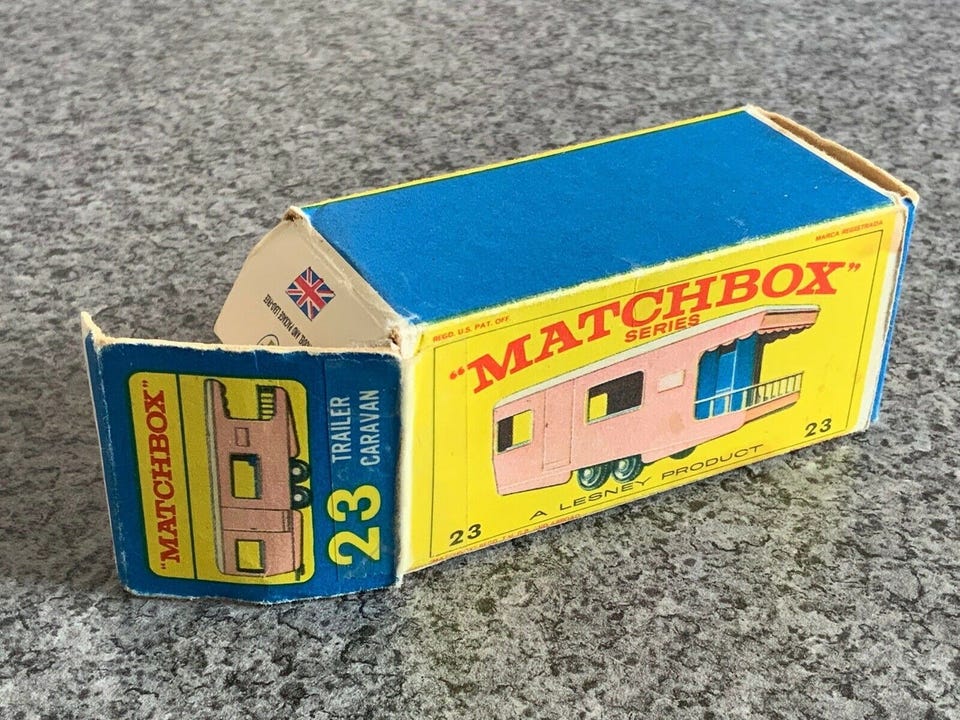 REGD. U.S. PAT. OFF.
MARCA REGISTRADA
"MATCHBOX"
SERIES
A LESNEY PRODUCT
23
23
"MATCHBOX"
23
TRAILER
CARAVAN